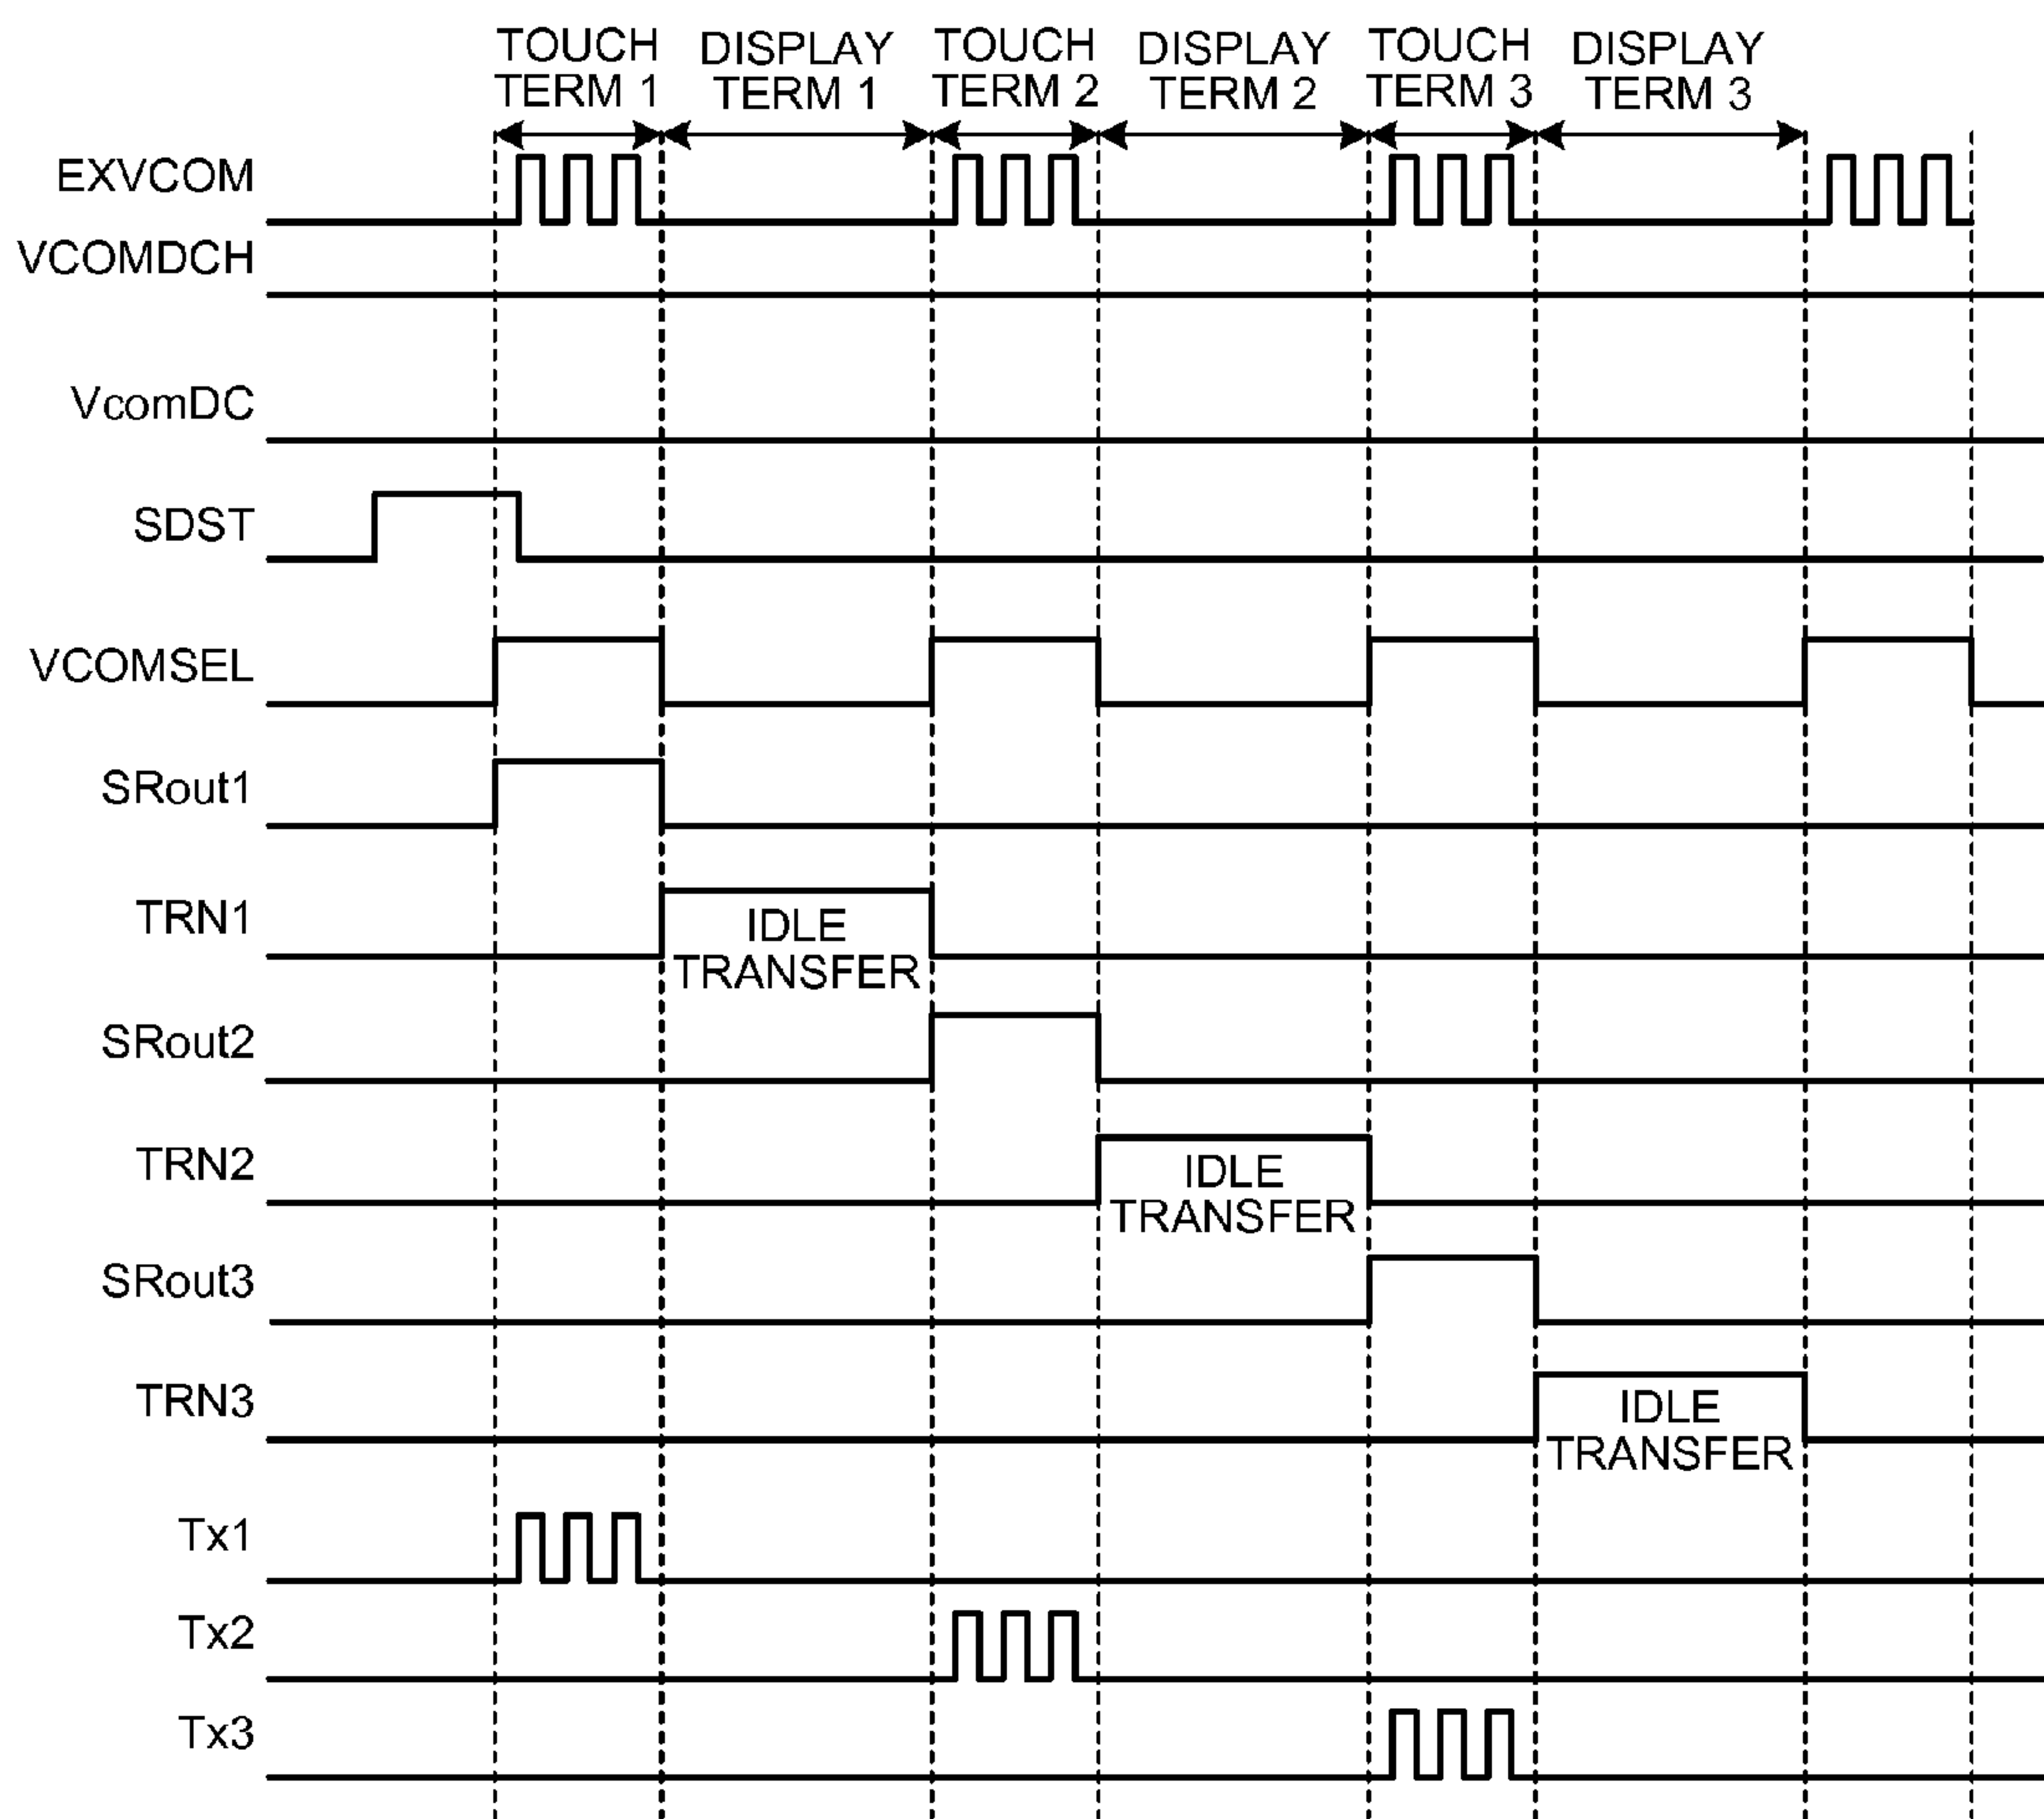 TOUCH TERM 1
DISPLAY TERM 1
TOUCH TERM 2
DISPLAY TERM 2
TOUCH TERM 3
DISPLAY TERM 3
EXVCOM
VCOMDCH
VcomDC
SDST
VCOMSEL
SRout1
TRN1
IDLE
TRANSFER
SRout2
TRN2
IDLE
TRANSFER
SRout3
TRN3
IDLE
TRANSFER
Tx1
Tx2
Tx3